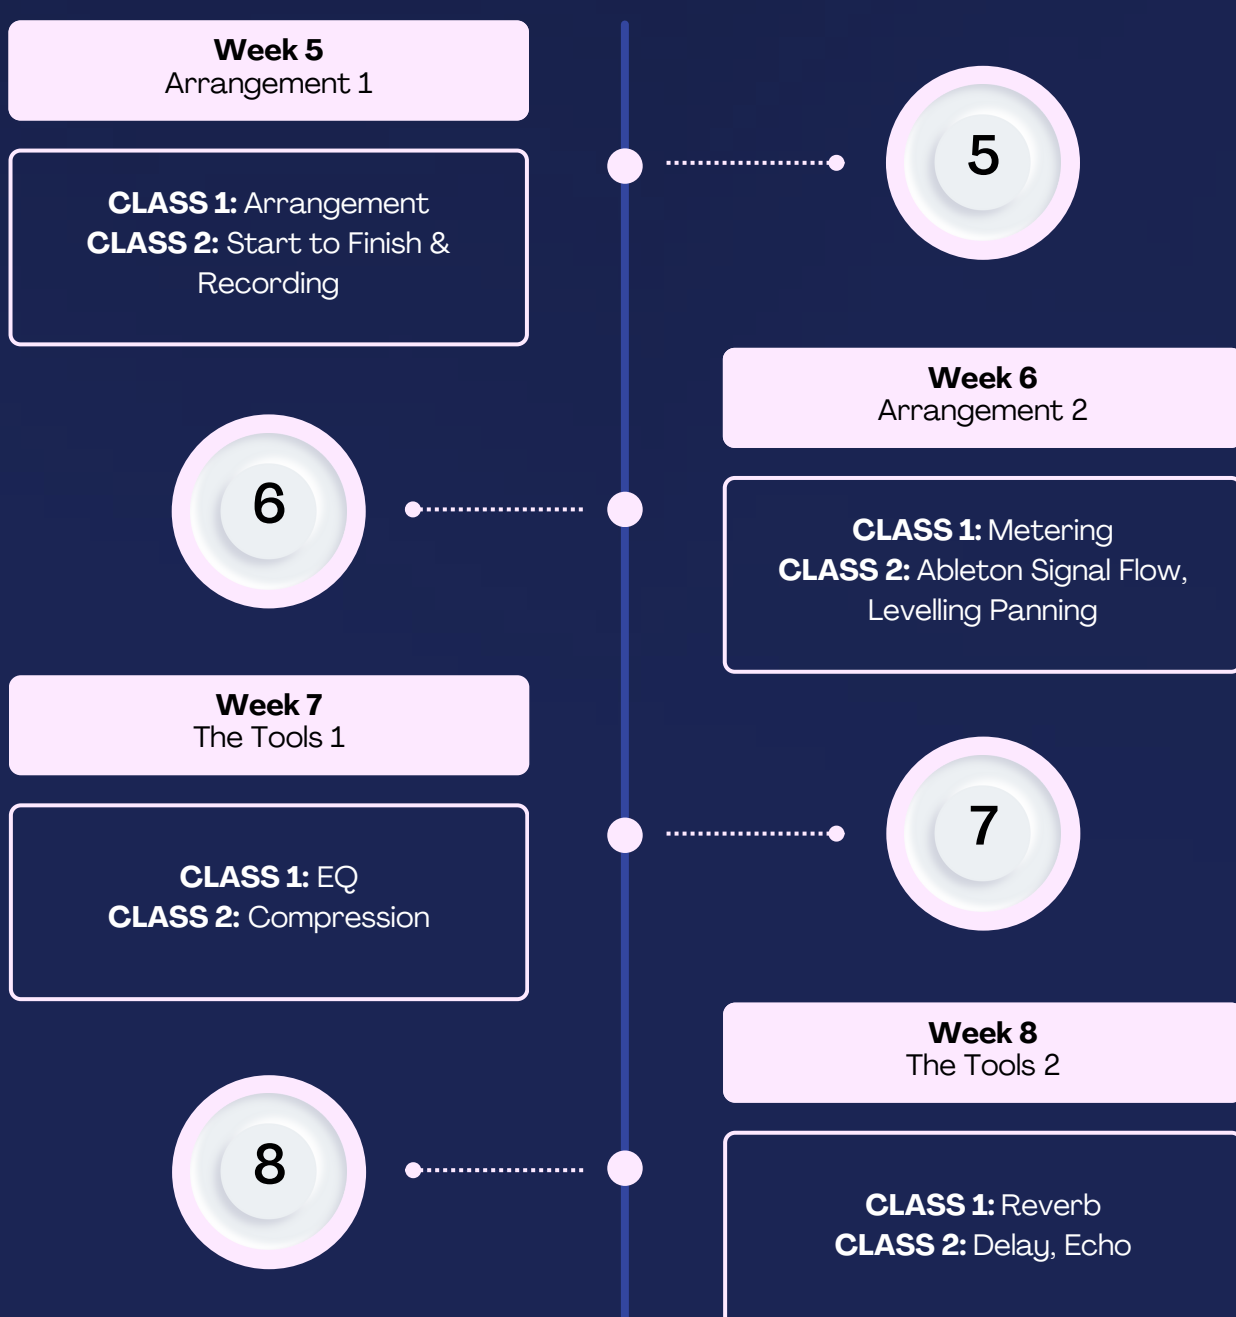 Week 5
Arrangement 1
5
CLASS 1: Arrangement
CLASS 2: Start to Finish &
Recording
Week 6
Arrangement 2
6
CLASS 1: Metering
CLASS 2: Ableton Signal Flow,
Levelling Panning
Week 7
The Tools 1
7
CLASS 1: EQ
CLASS 2: Compression
Week 8
The Tools 2
8
CLASS 1: Reverb
CLASS 2: Delay, Echo